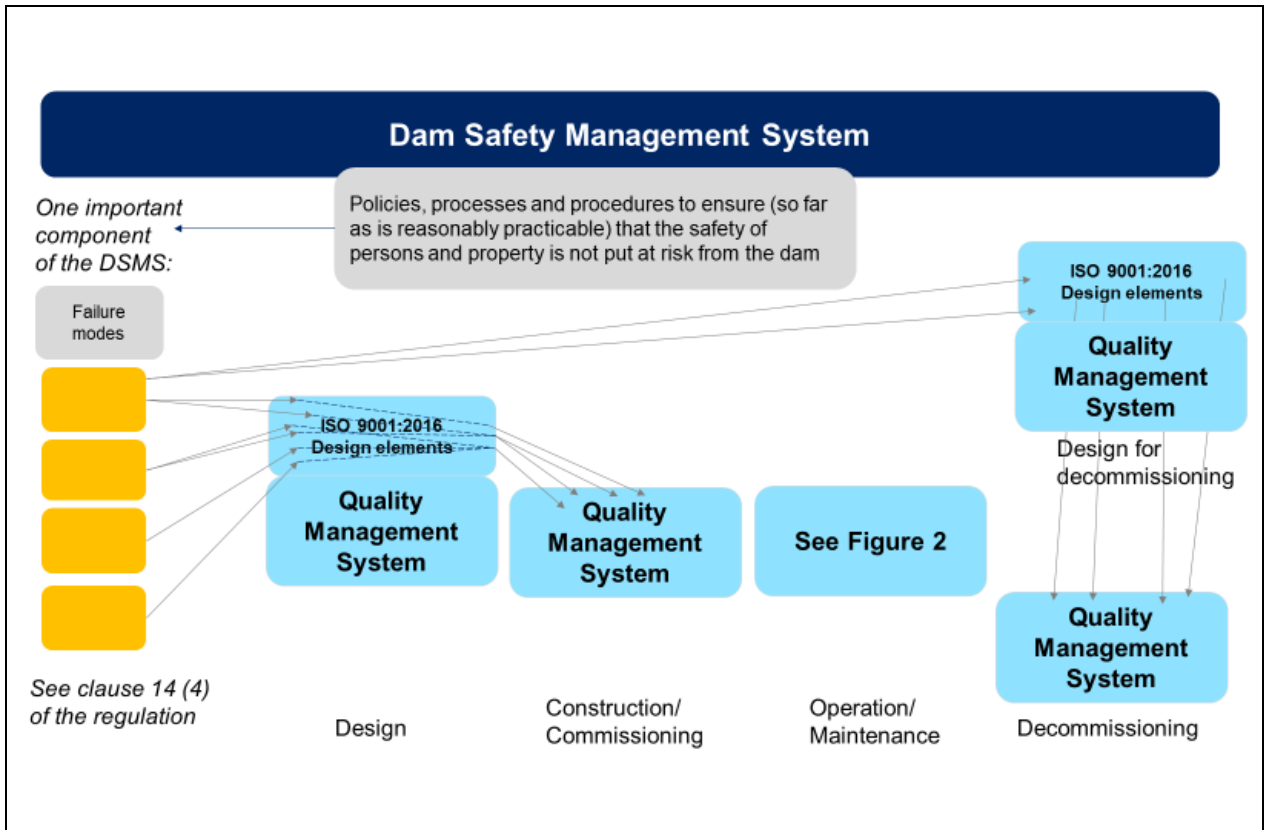 Dam Safety Management System
One important
component
of the DSMS:
Policies, processes and procedures to ensure (so far
as is reasonably practicable) that the safety of
persons and property is not put at risk from the dam
Failure
modes
ISO 9001:2016
Design elements
Quality
Management
System
Quality
Management
System
See Figure 2
ISO 9001:2016
Design elements
Quality
Management
System
Design for
decommissioning
Quality
Management
System
See clause 14 (4)
of the regulation
Design
Construction/
Commissioning
Operation/
Maintenance
Decommissioning